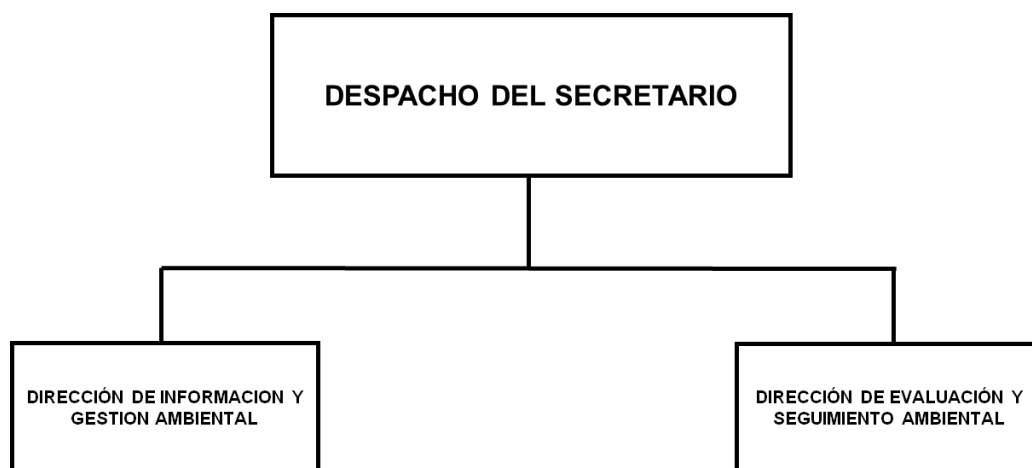 DESPACHO DEL SECRETARIO
DIRECCIÓN DE INFORMACION Y
GESTION AMBIENTAL
DIRECCIÓN DE EVALUACIÓN Y
SEGUIMIENTO AMBIENTAL